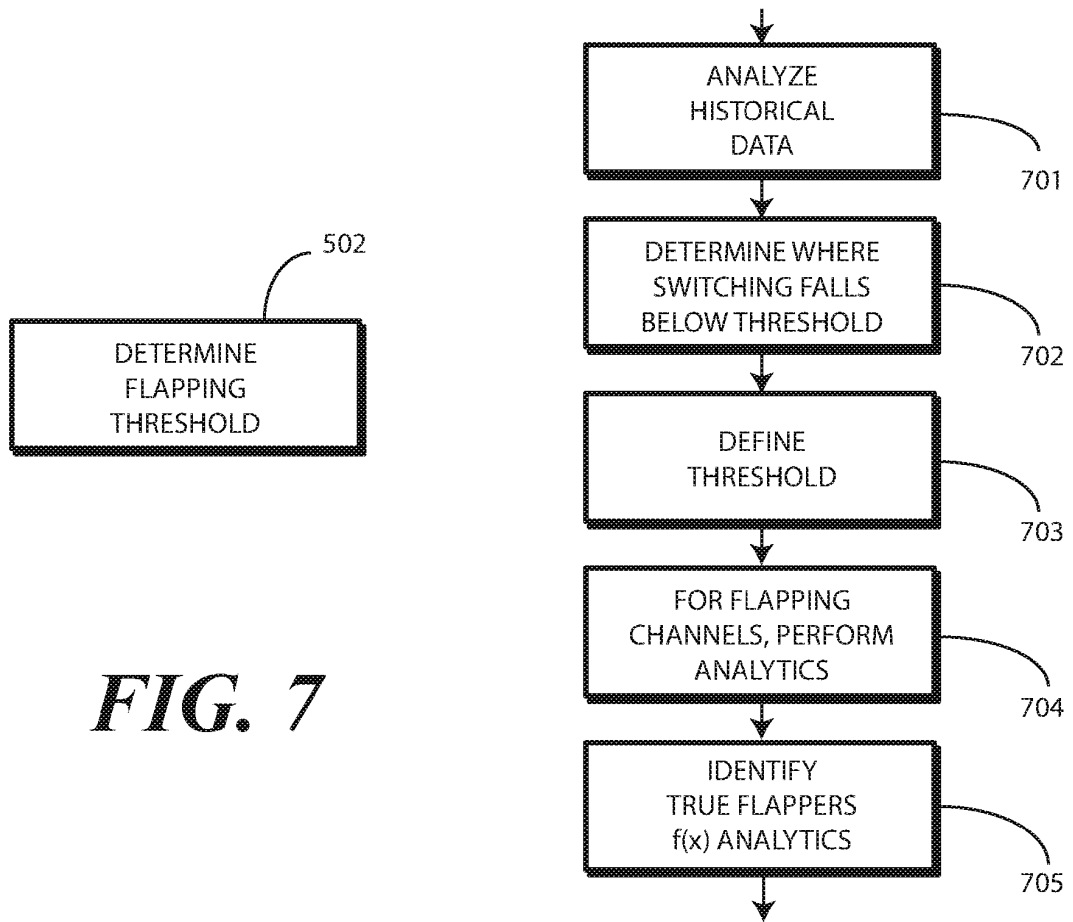 ANALYZE
HISTORICAL
DATA
701
DETERMINE WHERE
SWITCHING FALLS
BELOW THRESHOLD
702
502
DETERMINE
FLAPPING
THRESHOLD
DEFINE
THRESHOLD
703
FOR FLAPPING
CHANNELS, PERFORM
ANALYTICS
704
FIG. 7
IDENTIFY
TRUE FLAPPERS
f(x) ANALYTICS
705